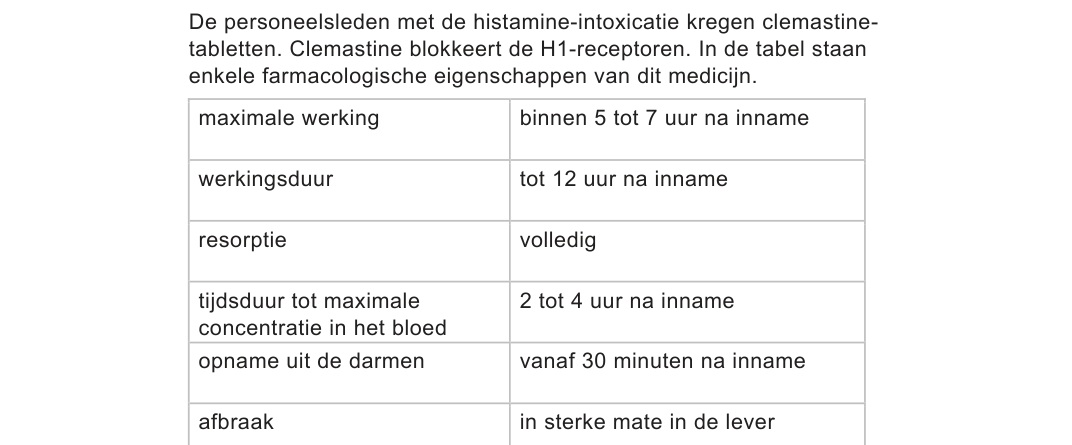 De personeelsleden met de histamine-intoxicatie kregen clemastine-
tabletten. Clemastine blokkeert de H1-receptoren. In de tabel staan
enkele farmacologische eigenschappen van dit medicijn.
maximale werking binnen 5 tot 7 uur na inname
werkingsduur tot 12 uur na inname
resorptie volledig
tijdsduur tot maximale 2 tot 4 uur na inname
concentratie in het bloed
opname uit de darmen vanaf 30 minuten na inname
afbraak in sterke mate in de lever